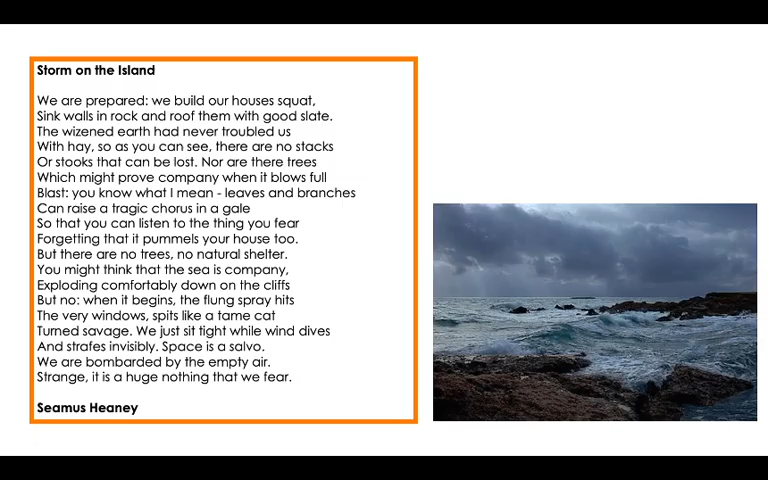 Storm on the Island
We are prepared: we build our houses squat,
Sink walls in rock and roof them with good slate.
The wizened earth had never troubled us
With hay, so as you can see, there are no stacks
Or stooks that can be lost. Nor are there trees
Which might prove company when it blows full
Blast: you know what I mean - leaves and branches
Can raise a tragic chorus in a gale
So that you can listen to the thing you fear
Forgetting that it pummels your house too.
But there are no trees, no natural shelter.
You might think that the sea is company,
Exploding comfortably down on the cliffs
But no: when it begins, the flung spray hits
The very windows, spits like a tame cat
Turned savage. We just sit tight while wind dives
And strafes invisibly. Space is a salvo.
We are bombarded by the empty air.
Strange, it is a huge nothing that we fear.
Seamus Heaney